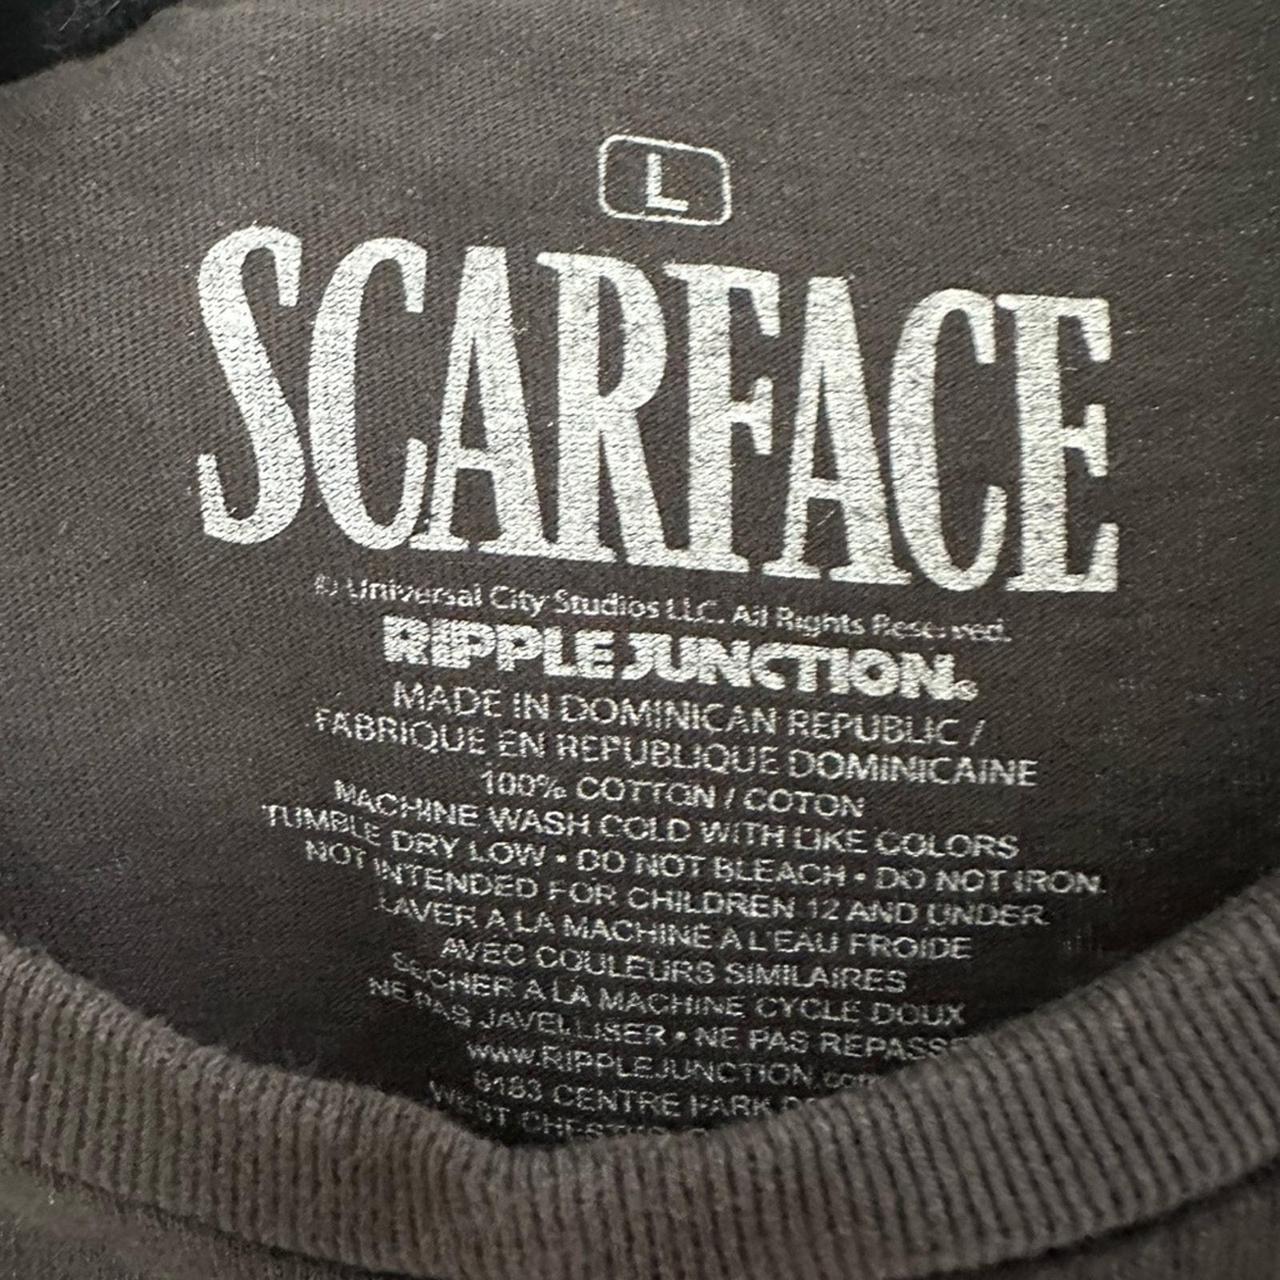 L
SCARFACE
© Universal City Studios LLC. All Rights Reserved.
RIPPLE JUNCTION®
MADE IN DOMINICAN REPUBLIC /
FABRIQUE EN REPUBLIQUE DOMINICAINE
100% COTTON / COTON
MACHINE WASH COLD WITH LIKE COLORS
TUMBLE DRY LOW • DO NOT BLEACH • DO NOT IRON
NOT INTENDED FOR CHILDREN 12 AND UNDER
LAVER A LA MACHINE A L'EAU FROIDE
AVEC COULEURS SIMILAIRES
SECHER A LA MACHINE CYCLE DOUX
NE PAS JAVELLISER • NE PAS REPASS
www.RIPPLEJUNCTION.com
CENTRE PARK
WEST